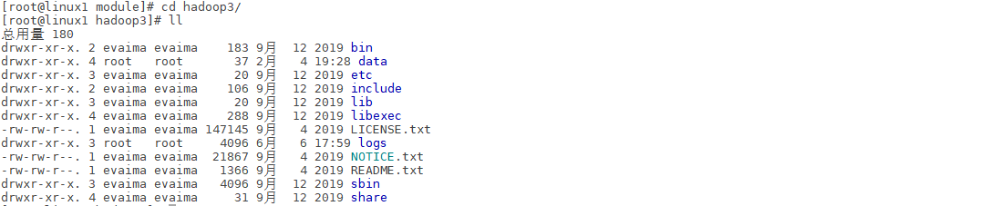 [root@linux1 module]# cd hadoop3/
[root@linux1 hadoop3]# ll
总用量 180
drwxr-xr-x. 2 evaima evaima    183 9月  12 2019 bin
drwxr-xr-x. 4 root   root       37 2月   4 19:28 data
drwxr-xr-x. 3 evaima evaima     20 9月  12 2019 etc
drwxr-xr-x. 2 evaima evaima    106 9月  12 2019 include
drwxr-xr-x. 3 evaima evaima     20 9月  12 2019 lib
drwxr-xr-x. 4 evaima evaima    288 9月  12 2019 libexec
-rw-rw-r--. 1 evaima evaima 147145 9月   4 2019 LICENSE.txt
drwxr-xr-x. 3 root   root     4096 6月   6 17:59 logs
-rw-rw-r--. 1 evaima evaima  21867 9月   4 2019 NOTICE.txt
-rw-rw-r--. 1 evaima evaima   1366 9月   4 2019 README.txt
drwxr-xr-x. 3 evaima evaima   4096 9月  12 2019 sbin
drwxr-xr-x. 4 evaima evaima     31 9月  12 2019 share